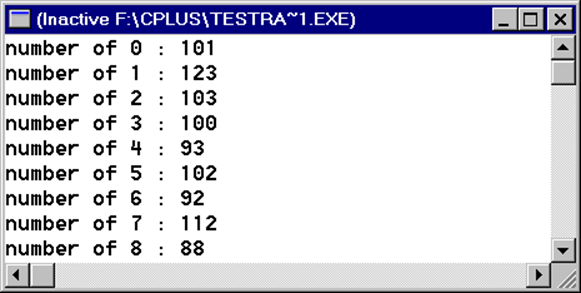 (Inactive F:\CPLUS\TESTRA~1.EXE)
number of 0 : 101
number of 1 : 123
number of 2 : 103
number of 3 : 100
number of 4 : 93
number of 5 : 102
number of 6 : 92
number of 7 : 112
number of 8 : 88